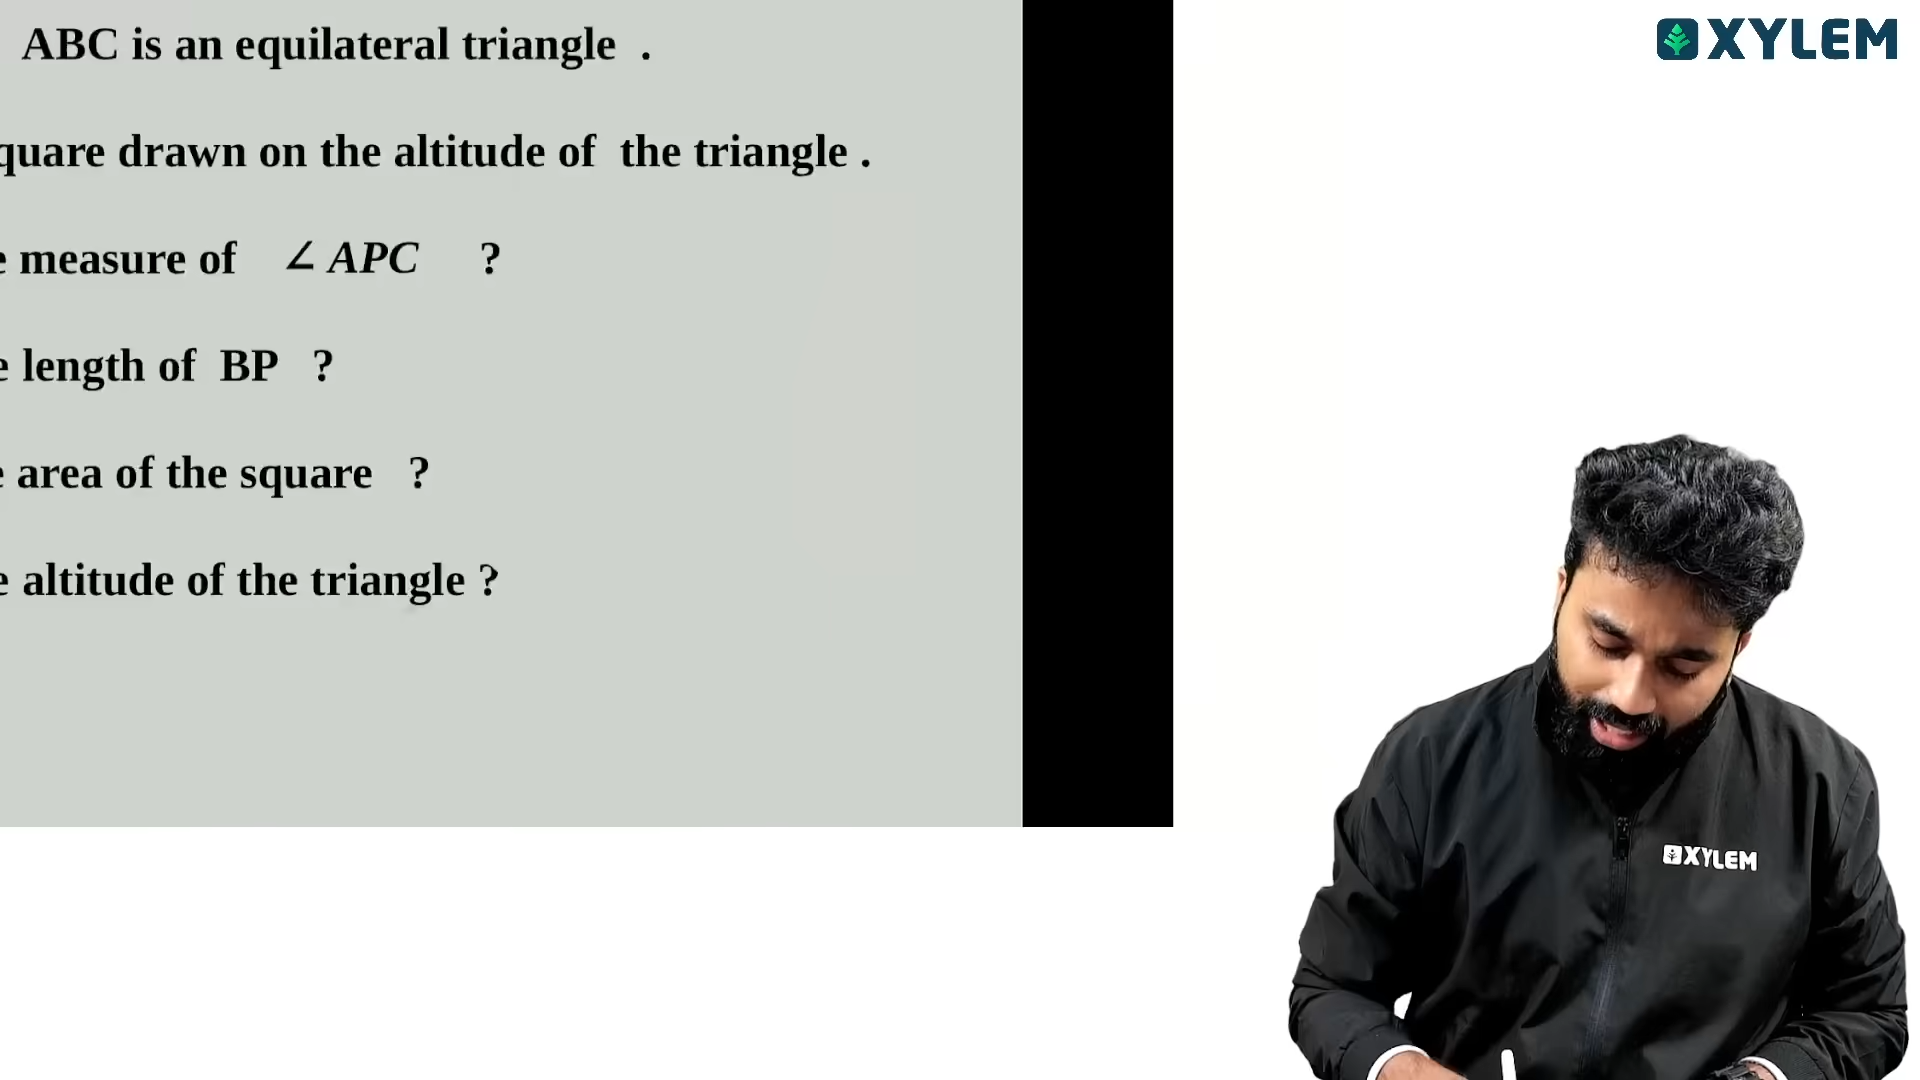 XYLEM
ABC is an equilateral triangle .
drawn on the altitude of the triangle .
measure of ∠ APC ?
length of BP ?
area of the square ?
altitude of the triangle ?
XYLEM